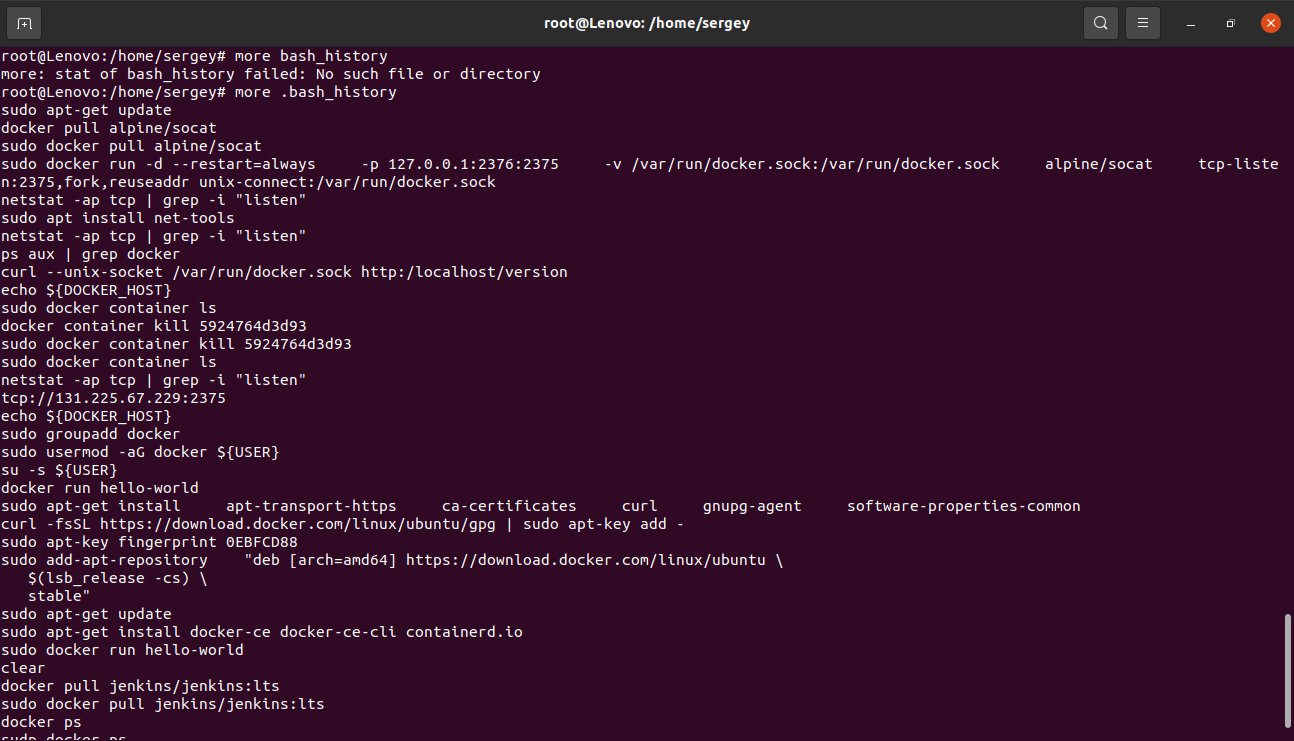 root@Lenovo: /home/sergey
root@Lenovo:/home/sergey# more bash_history
more: stat of bash_history failed: No such file or directory
root@Lenovo:/home/sergey# more .bash_history
sudo apt-get update
docker pull alpine/socat
sudo docker pull alpine/socat
sudo docker run -d --restart=always     -p 127.0.0.1:2376:2375     -v /var/run/docker.sock:/var/run/docker.sock     alpine/socat     tcp-liste
n:2375,fork,reuseaddr unix-connect:/var/run/docker.sock
netstat -ap tcp | grep -i "listen"
sudo apt install net-tools
netstat -ap tcp | grep -i "listen"
ps aux | grep docker
curl --unix-socket /var/run/docker.sock http:/localhost/version
echo ${DOCKER_HOST}
sudo docker container ls
docker container kill 5924764d3d93
sudo docker container kill 5924764d3d93
sudo docker container ls
netstat -ap tcp | grep -i "listen"
tcp://131.225.67.229:2375
echo ${DOCKER_HOST}
sudo groupadd docker
sudo usermod -aG docker ${USER}
su -s ${USER}
docker run hello-world
sudo apt-get install     apt-transport-https     ca-certificates     curl     gnupg-agent     software-properties-common
curl -fsSL https://download.docker.com/linux/ubuntu/gpg | sudo apt-key add -
sudo apt-key fingerprint 0EBFCD88
sudo add-apt-repository    "deb [arch=amd64] https://download.docker.com/linux/ubuntu \
   $(lsb_release -cs) \
   stable"
sudo apt-get update
sudo apt-get install docker-ce docker-ce-cli containerd.io
sudo docker run hello-world
clear
docker pull jenkins/jenkins:lts
sudo docker pull jenkins/jenkins:lts
docker ps
docker ps